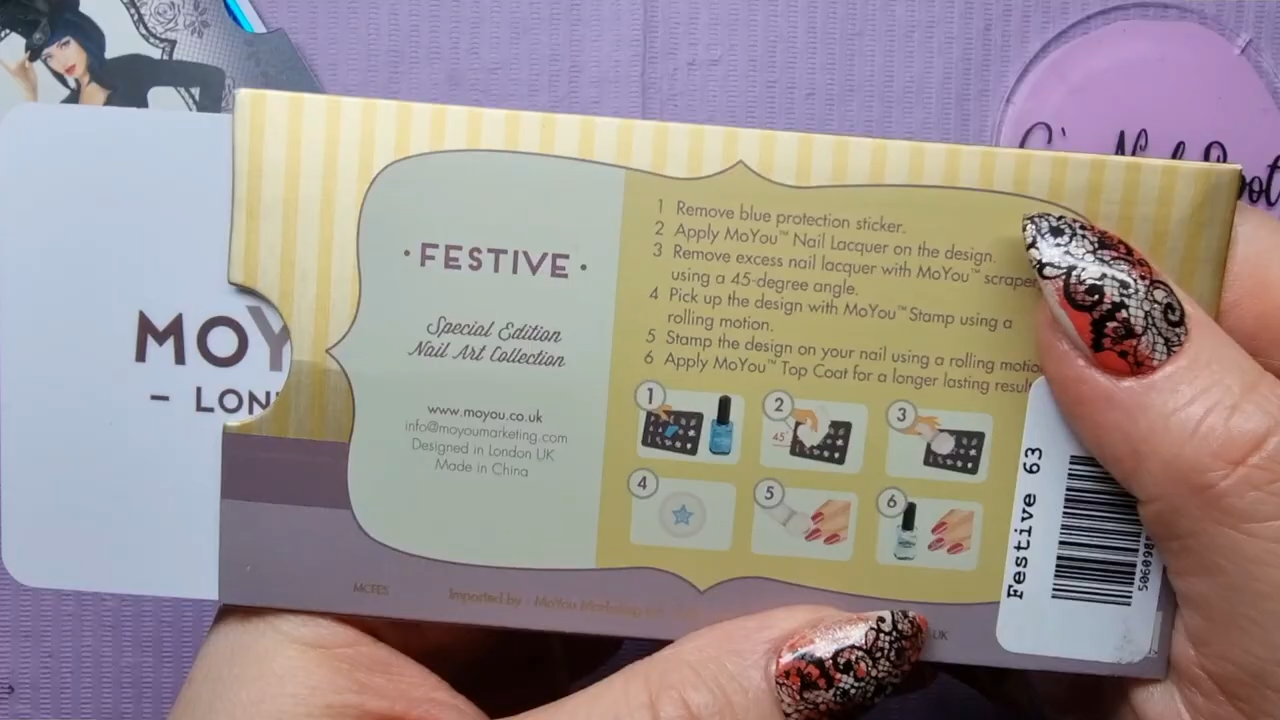 MOY
– LON
· FESTIVE ·
Special Edition
Nail Art Collection
www.moyou.co.uk
info@moyoumarketing.com
Designed in London UK
Made in China
1 Remove blue protection sticker.
2 Apply MoYou™ Nail Lacquer on the design.
3 Remove excess nail lacquer with MoYou™ scraper
using a 45-degree angle.
4 Pick up the design with MoYou™ Stamp using a
rolling motion.
5 Stamp the design on your nail using a rolling motio
6 Apply MoYou™ Top Coat for a longer lasting result
1
2
45°
3
4
5
6
Festive 63
506098
MCFES
Imported by - MoYou Marketing
UK